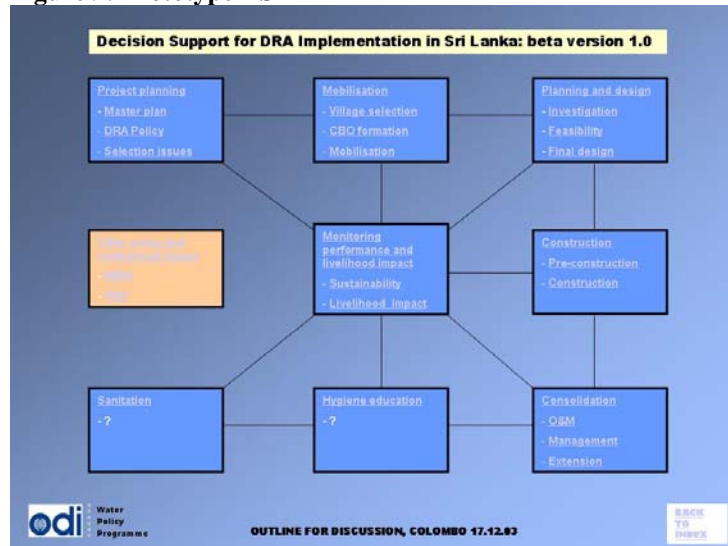 Decision Support for DRA Implementation in Sri Lanka: beta version 1.0
Project planning
- Master plan
- DRA Policy
- Selection issues
Mobilisation
- Village selection
- CBO formation
- Mobilisation
Planning and design
- Investigation
- Feasibility
- Final design
Monitoring
performance and
livelihood impact
- Sustainability
- Livelihood impact
Construction
- Pre-construction
- Construction
Sanitation
- ?
Hygiene education
- ?
Consolidation
- O&M
- Management
- Extension
odi
Water
Policy
Programme
OUTLINE FOR DISCUSSION, COLOMBO 17.12.03
BACK
TO
INDEX